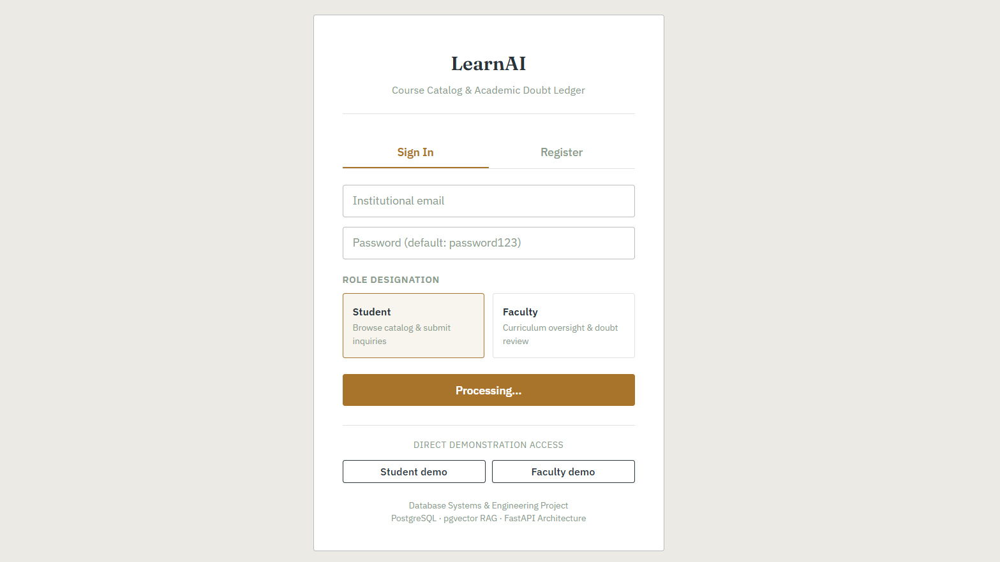 LearnAI
Course Catalog & Academic Doubt Ledger
Sign In
Register
Institutional email
Password (default: password123)
ROLE DESIGNATION
Student
Browse catalog & submit
inquiries
Faculty
Curriculum oversight & doubt
review
Processing...
DIRECT DEMONSTRATION ACCESS
Student demo
Faculty demo
Database Systems & Engineering Project
PostgreSQL · pgvector RAG · FastAPI Architecture